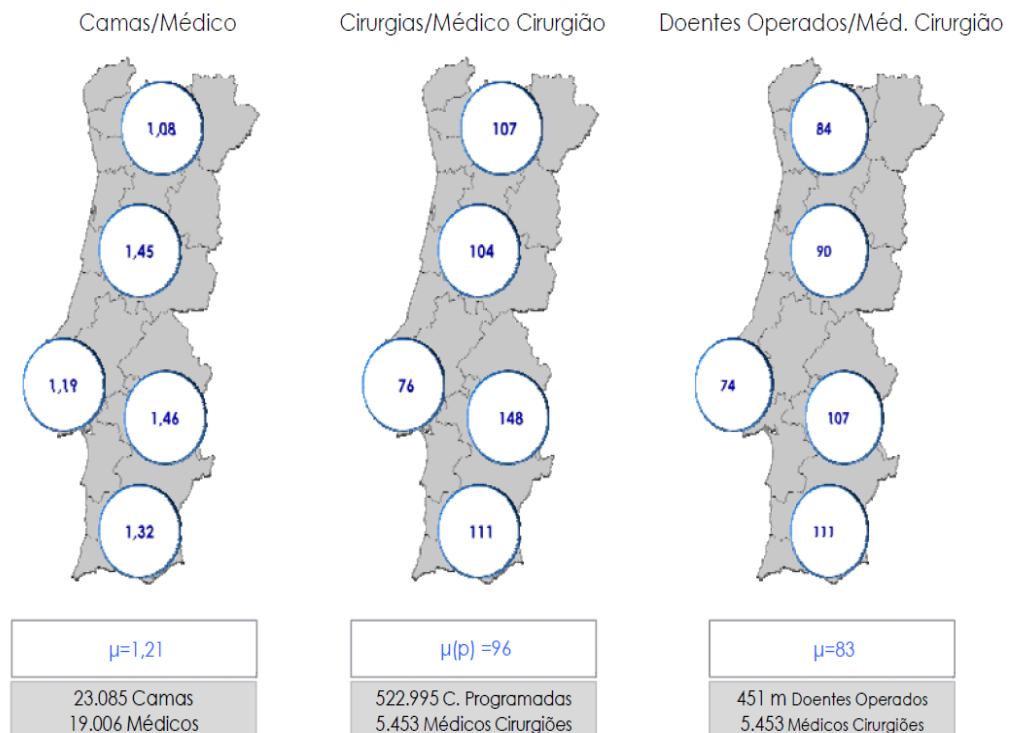 Camas/Médico
1,08
1,45
1,19
1,46
1,32
μ=1,21
23.085 Camas
19.006 Médicos
Cirurgias/Médico Cirurgião
107
104
76
148
111
μ(p) =96
522.995 C. Programadas
5.453 Médicos Cirurgiões
Doentes Operados/Méd. Cirurgião
84
90
74
107
111
μ=83
451 m Doentes Operados
5.453 Médicos Cirurgiões